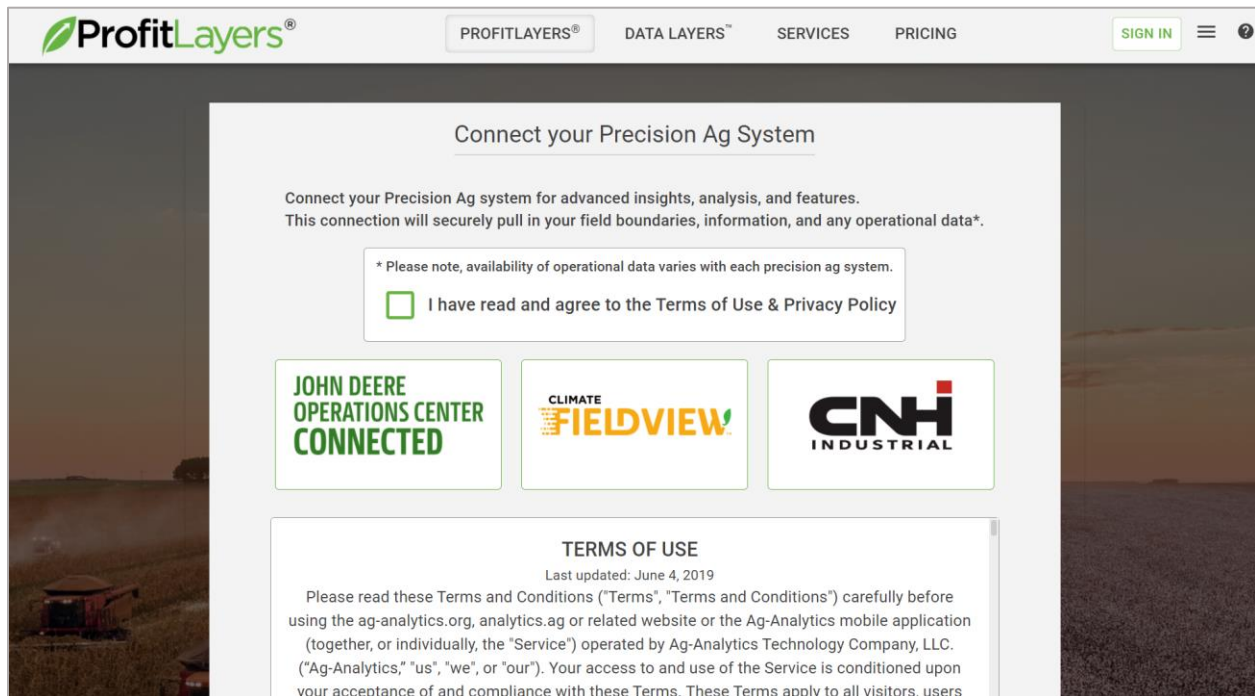 ProfitLayers®
PROFITLAYERS® DATA LAYERS™ SERVICES PRICING SIGN IN ?
Connect your Precision Ag System
Connect your Precision Ag system for advanced insights, analysis, and features.
This connection will securely pull in your field boundaries, information, and any operational data*.
* Please note, availability of operational data varies with each precision ag system.
I have read and agree to the Terms of Use & Privacy Policy
JOHN DEERE
OPERATIONS CENTER
CONNECTED
CLIMATE
FIELDVIEW
CNH
INDUSTRIAL
TERMS OF USE
Last updated: June 4, 2019
Please read these Terms and Conditions ("Terms", "Terms and Conditions") carefully before
using the ag-analytics.org, analytics.ag or related website or the Ag-Analytics mobile application
(together, or individually, the "Service") operated by Ag-Analytics Technology Company, LLC.
(“Ag-Analytics,” "us", "we", or "our"). Your access to and use of the Service is conditioned upon
your acceptance of and compliance with these Terms. These Terms apply to all visitors, users